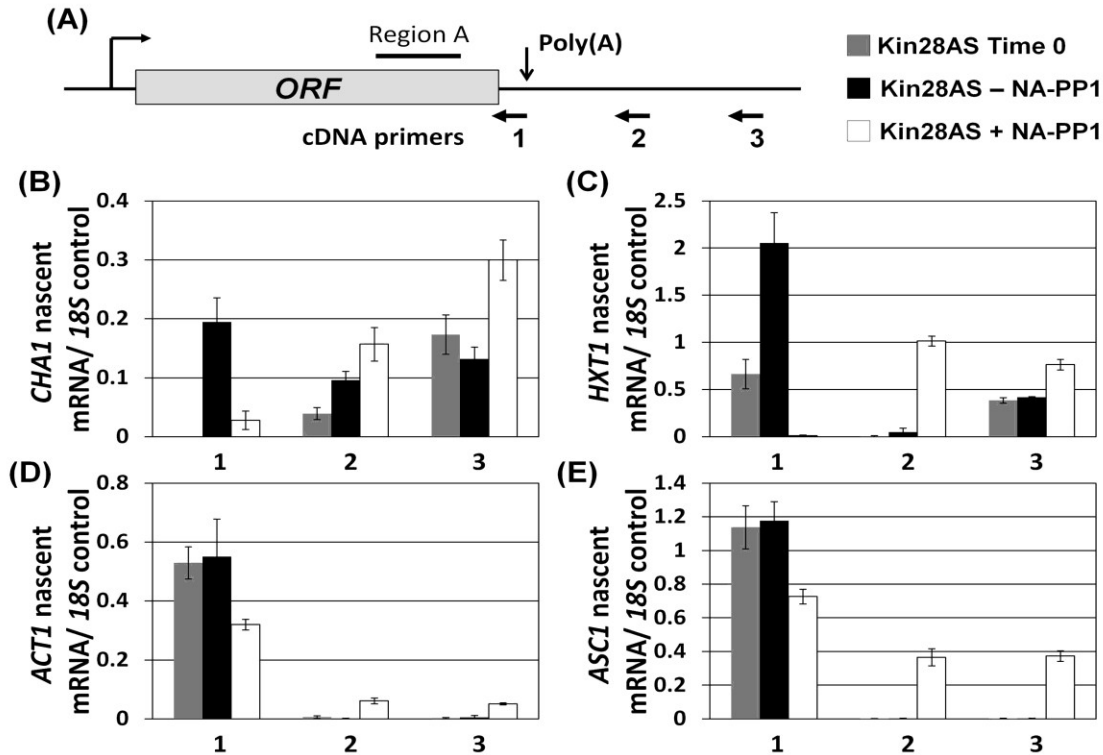 (A)
Region A
Poly(A)
ORF
cDNA primers
1
2
3
Kin28AS Time 0
Kin28AS – NA-PP1
Kin28AS + NA-PP1
(B)
CHA1 nascent
mRNA/ 18S control
0.4
0.3
0.2
0.1
0
1
2
3
(C)
HXT1 nascent
mRNA/ 18S control
2.5
2
1.5
1
0.5
0
1
2
3
(D)
ACT1 nascent
mRNA/ 18S control
0.8
0.6
0.4
0.2
0
1
2
3
(E)
ASC1 nascent
mRNA/ 18S control
1.4
1.2
1
0.8
0.6
0.4
0.2
0
1
2
3